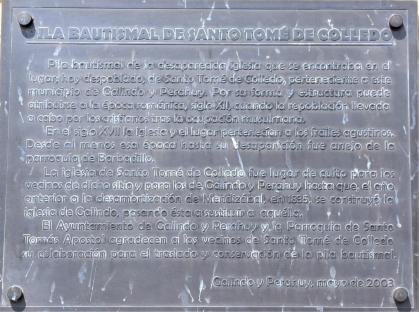 PILA BAUTISMAL DE SANTO TOMÉ DE COLLEDO
Pila bautismal de la desaparecida iglesia que se encontraba en el
lugar, hoy despoblado, de Santo Tomé de Colledo, perteneciente a este
municipio de Galindo y Perahuy. Por su forma y estructura puede
atribuirse a la época románica, siglo XII, cuando la repoblación llevada
a cabo por los cristianos tras la ocupación musulmana.
En el siglo XVII la iglesia y el lugar pertenecían a los frailes agustinos.
Desde al menos esa época hasta su desaparición fue anejo de la
parroquia de Barbadillo.
La iglesia de Santo Tomé de Colledo fue lugar de culto para los
vecinos de dicho sitio y para los de Galindo y Perahuy hasta que, el año
anterior a la desamortización de Mendizábal, en 1835, se construyó la
iglesia de Galindo, pasando ésta a sustituir a aquélla.
El Ayuntamiento de Galindo y Perahuy y la Parroquia de Santo
Tomás Apóstol agradecen a los vecinos de Santo Tomé de Colledo
su colaboración para el traslado y conservación de la pila bautismal.
Galindo y Perahuy, mayo de 2003